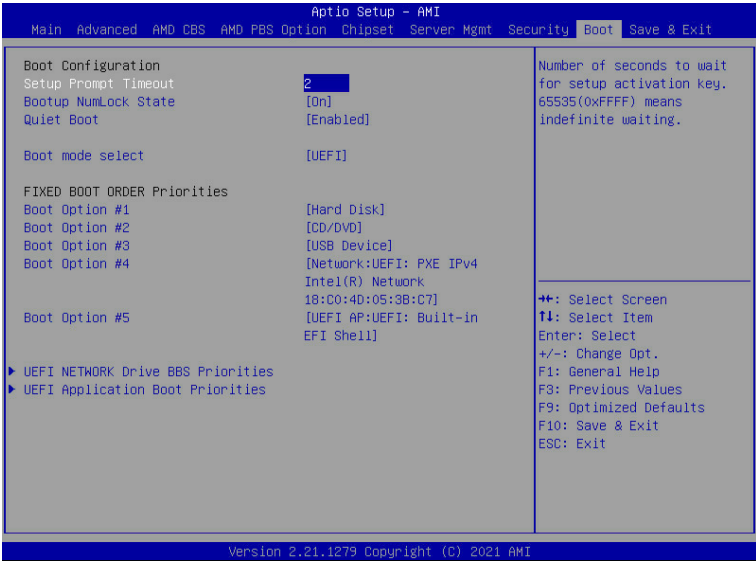 Aptio Setup – AMI
Main Advanced AMD CBS AMD PBS Option Chipset Server Mgmt Security Boot Save & Exit
Boot Configuration
Setup Prompt Timeout 2
Bootup NumLock State [On]
Quiet Boot [Enabled]
Boot mode select [UEFI]
FIXED BOOT ORDER Priorities
Boot Option #1 [Hard Disk]
Boot Option #2 [CD/DVD]
Boot Option #3 [USB Device]
Boot Option #4 [Network:UEFI: PXE IPv4
Intel(R) Network
18:C0:4D:05:3B:C7]
Boot Option #5 [UEFI AP:UEFI: Built-in
EFI Shell]
UEFI NETWORK Drive BBS Priorities
UEFI Application Boot Priorities
Number of seconds to wait
for setup activation key.
65535(0xFFFF) means
indefinite waiting.
→←: Select Screen
↑↓: Select Item
Enter: Select
+/-: Change Opt.
F1: General Help
F3: Previous Values
F9: Optimized Defaults
F10: Save & Exit
ESC: Exit
Version 2.21.1279 Copyright (C) 2021 AMI